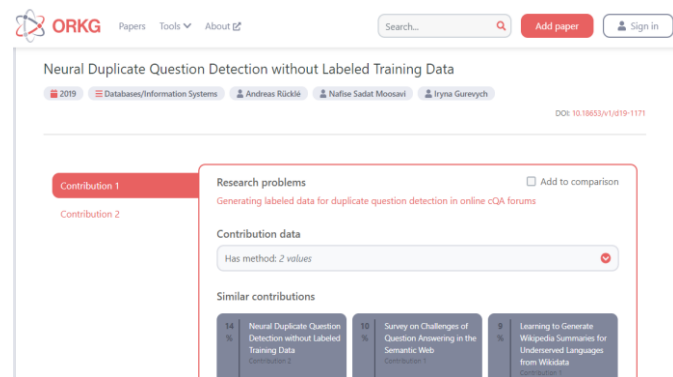 ORKG Papers Tools About Search... Add paper Sign in
Neural Duplicate Question Detection without Labeled Training Data
2019 Databases/Information Systems Andreas Rücklé Nafise Sadat Moosavi Iryna Gurevych
DOI: 10.18653/v1/d19-1171
Contribution 1
Contribution 2
Research problems Add to comparison
Generating labeled data for duplicate question detection in online cQA forums
Contribution data
Has method: 2 values
Similar contributions
14 %
Neural Duplicate Question
Detection without Labeled
Training Data
Contribution 2
10 %
Survey on Challenges of
Question Answering in the
Semantic Web
Contribution 1
9 %
Learning to Generate
Wikipedia Summaries for
Underserved Languages
from Wikidata
Contribution 1